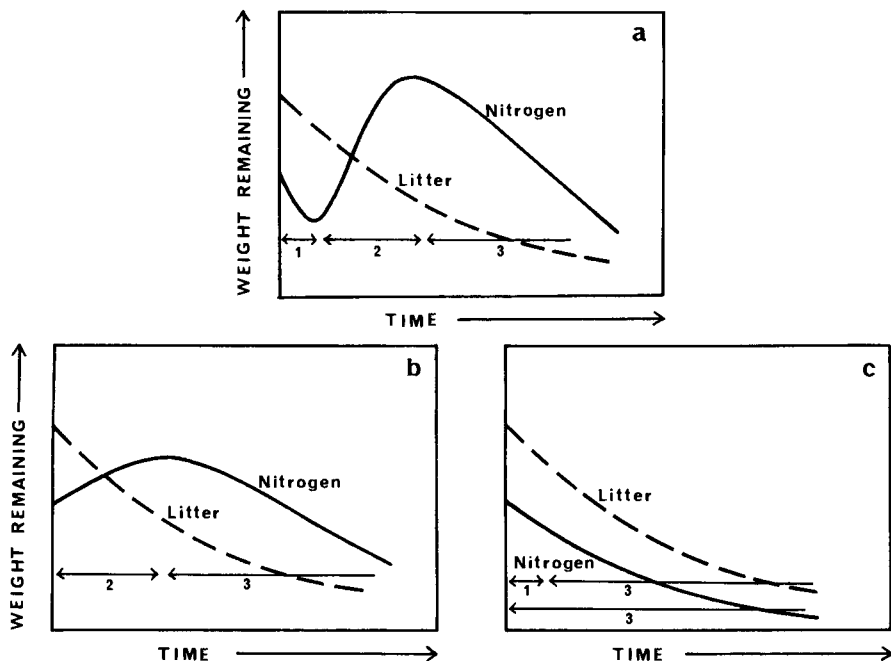 a
WEIGHT REMAINING
Nitrogen
Litter
1 2 3
TIME
b
WEIGHT REMAINING
Nitrogen
Litter
2 3
TIME
c
Litter
Nitrogen
1 3
3
TIME